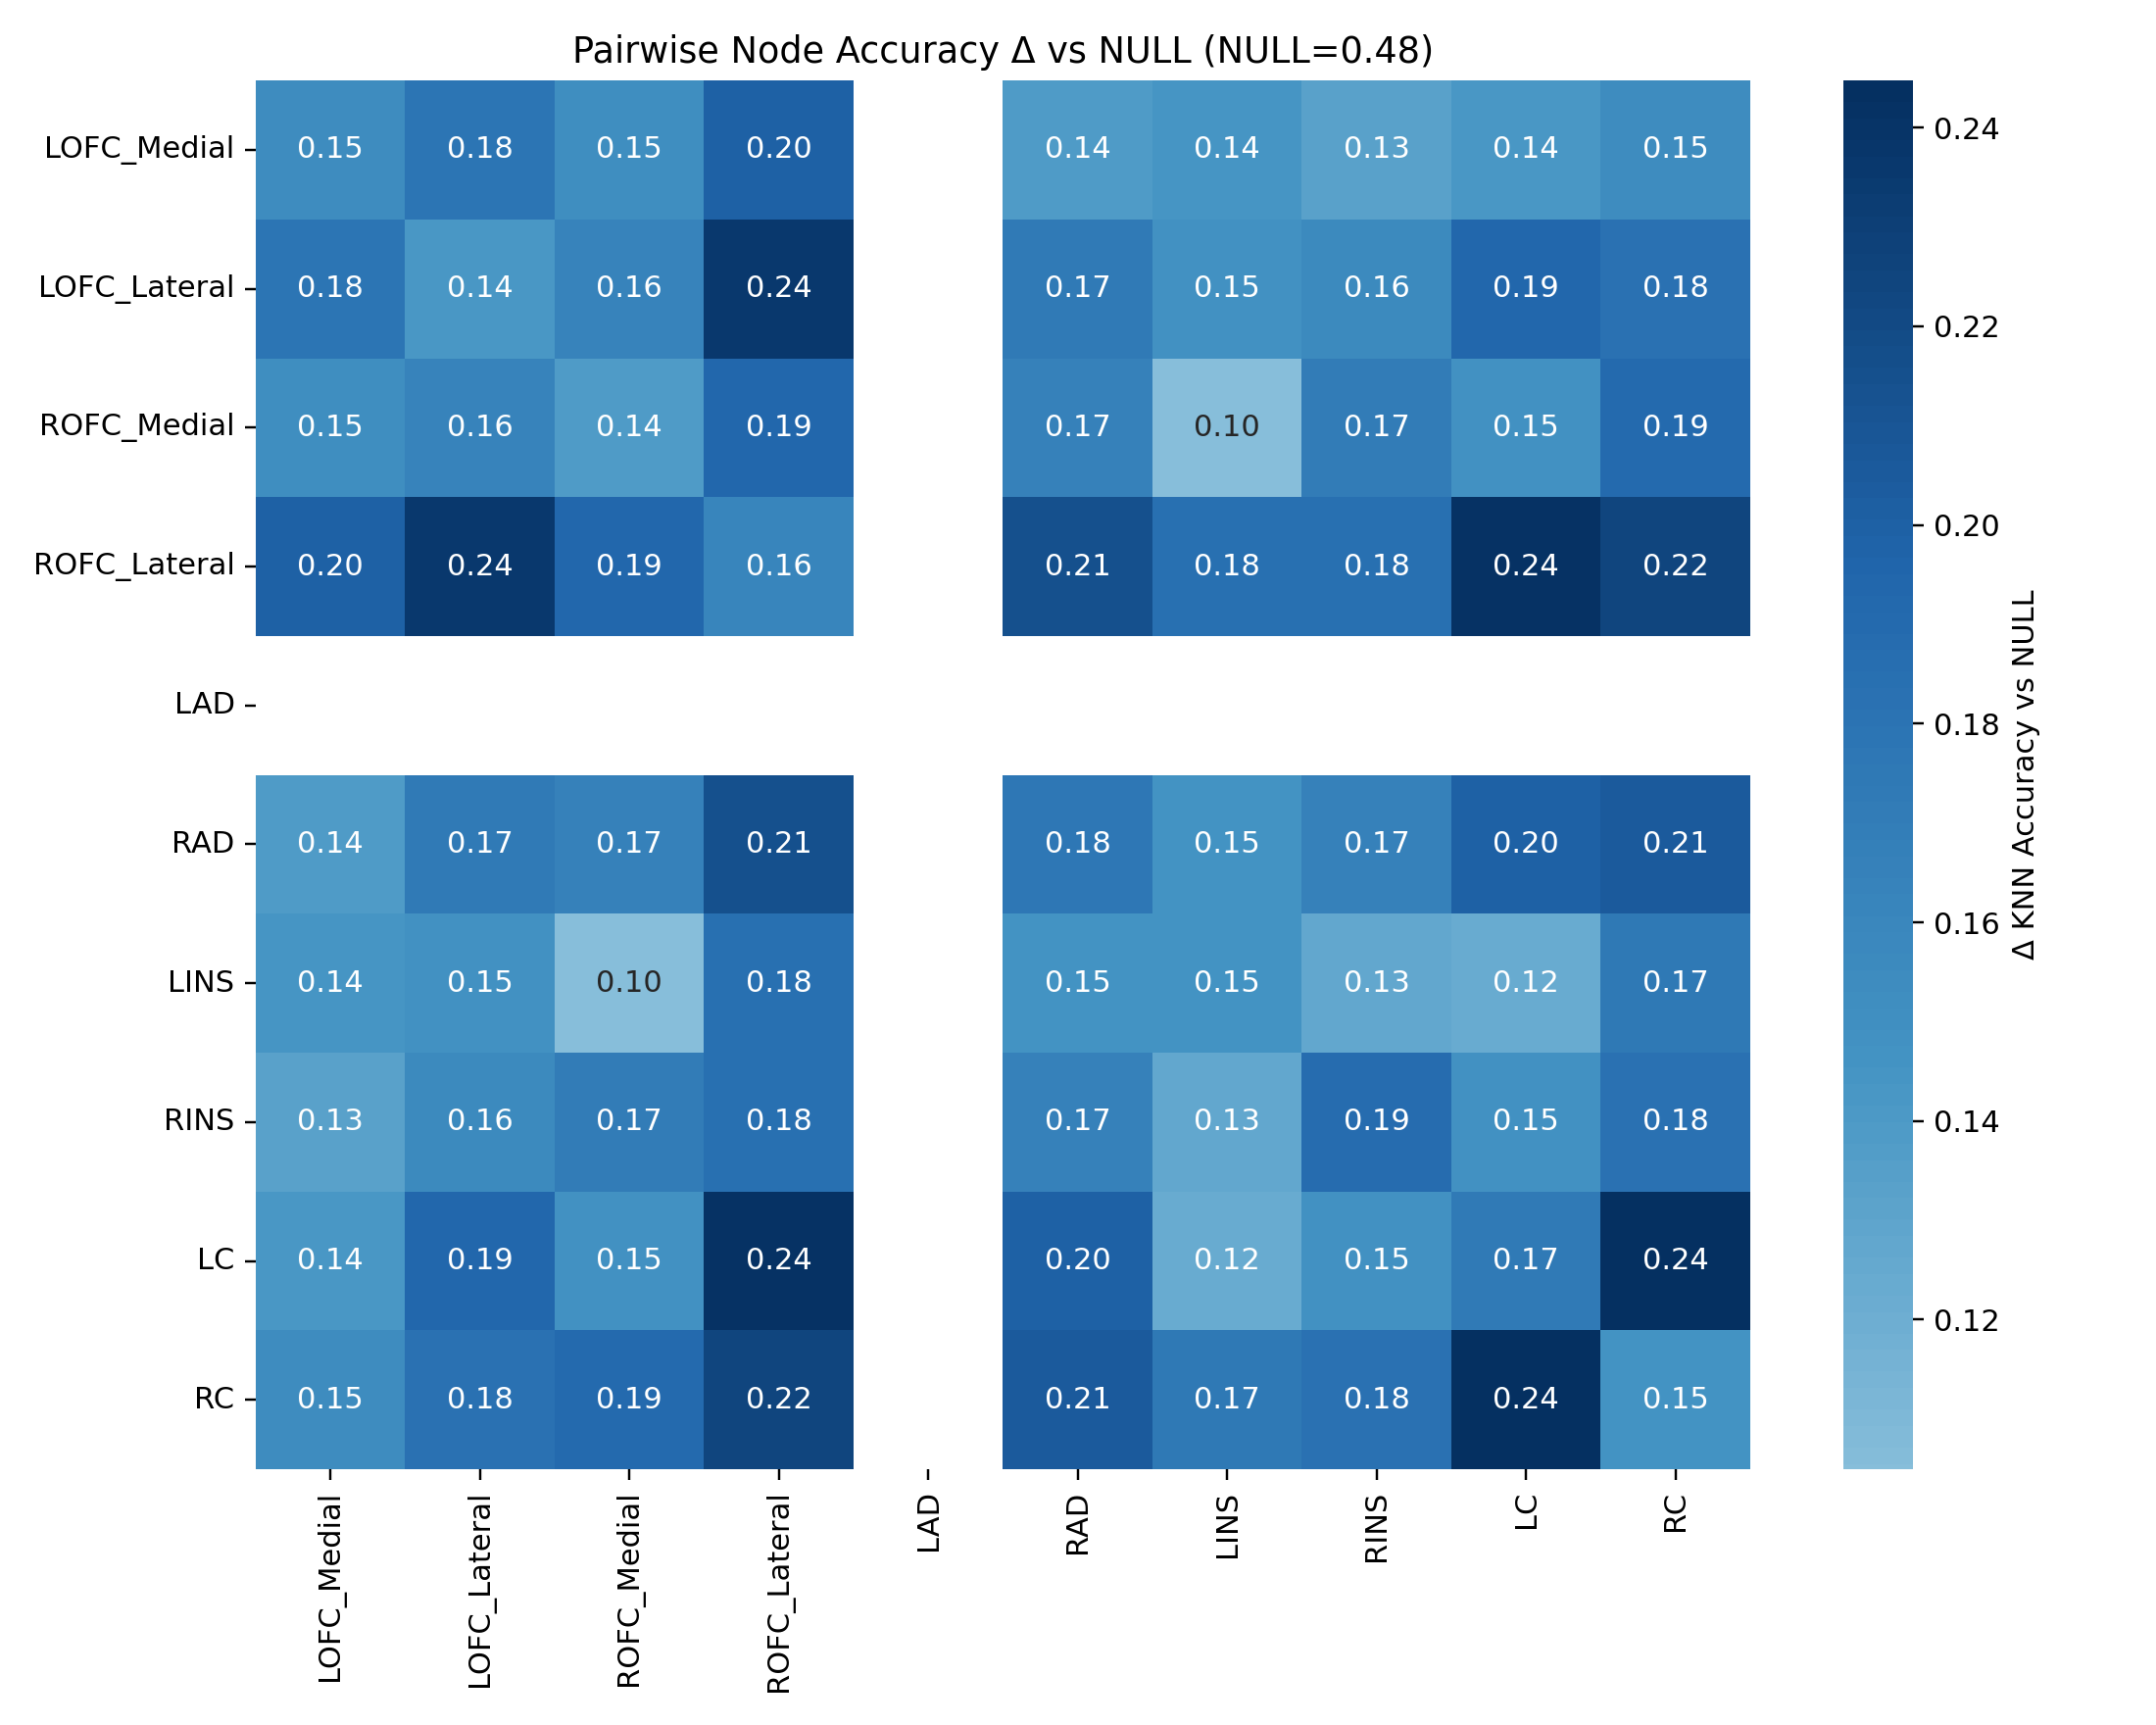 Pairwise Node Accuracy Δ vs NULL (NULL=0.48)
LOFC_Medial 0.15 0.18 0.15 0.20 0.14 0.14 0.13 0.14 0.15
LOFC_Lateral 0.18 0.14 0.16 0.24 0.17 0.15 0.16 0.19 0.18
ROFC_Medial 0.15 0.16 0.14 0.19 0.17 0.10 0.17 0.15 0.19
ROFC_Lateral 0.20 0.24 0.19 0.16 0.21 0.18 0.18 0.24 0.22
LAD
RAD 0.14 0.17 0.17 0.21 0.18 0.15 0.17 0.20 0.21
LINS 0.14 0.15 0.10 0.18 0.15 0.15 0.13 0.12 0.17
RINS 0.13 0.16 0.17 0.18 0.17 0.13 0.19 0.15 0.18
LC 0.14 0.19 0.15 0.24 0.20 0.12 0.15 0.17 0.24
RC 0.15 0.18 0.19 0.22 0.21 0.17 0.18 0.24 0.15
LOFC_Medial LOFC_Lateral ROFC_Medial ROFC_Lateral LAD RAD LINS RINS LC RC
0.24
0.22
0.20
0.18
0.16
0.14
0.12
Δ KNN Accuracy vs NULL